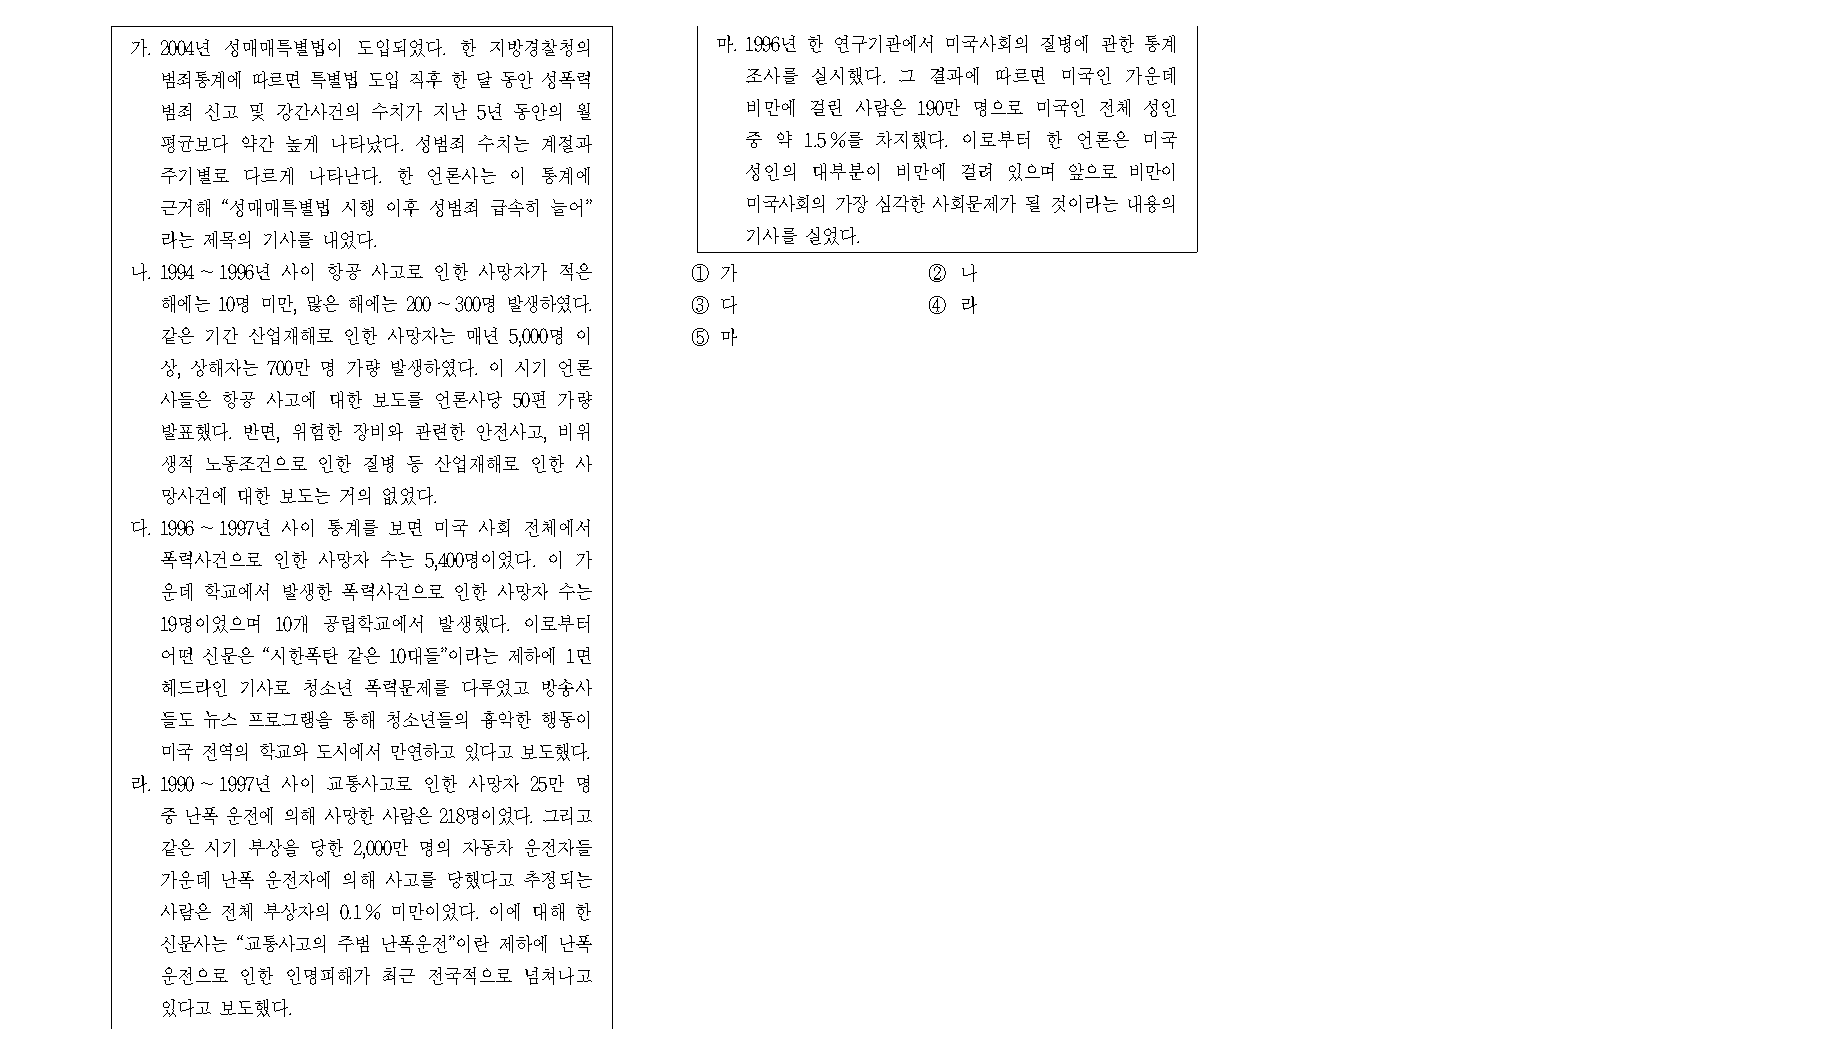 가. 2004년 성매매특별법이 도입되었다. 한 지방경찰청의
범죄통계에 따르면 특별법 도입 직후 한 달 동안 성폭력
범죄 신고 및 강간사건의 수치가 지난 5년 동안의 월
평균보다 약간 높게 나타났다. 성범죄 수치는 계절과
주기별로 다르게 나타난다. 한 언론사는 이 통계에
근거해 “성매매특별법 시행 이후 성범죄 급속히 늘어”
라는 제목의 기사를 내었다.
나. 1994 ~ 1996년 사이 항공 사고로 인한 사망자가 적은
해에는 10명 미만, 많은 해에는 200 ~ 300명 발생하였다.
같은 기간 산업재해로 인한 사망자는 매년 5,000명 이
상, 상해자는 700만 명 가량 발생하였다. 이 시기 언론
사들은 항공 사고에 대한 보도를 언론사당 50편 가량
발표했다. 반면, 위험한 장비와 관련한 안전사고, 비위
생적 노동조건으로 인한 질병 등 산업재해로 인한 사
망사건에 대한 보도는 거의 없었다.
다. 1996 ~ 1997년 사이 통계를 보면 미국 사회 전체에서
폭력사건으로 인한 사망자 수는 5,400명이었다. 이 가
운데 학교에서 발생한 폭력사건으로 인한 사망자 수는
19명이었으며 10개 공립학교에서 발생했다. 이로부터
어떤 신문은 “시한폭탄 같은 10대들”이라는 제하에 1면
헤드라인 기사로 청소년 폭력문제를 다루었고 방송사
들도 뉴스 프로그램을 통해 청소년들의 흉악한 행동이
미국 전역의 학교와 도시에서 만연하고 있다고 보도했다.
라. 1990 ~ 1997년 사이 교통사고로 인한 사망자 25만 명
중 난폭 운전에 의해 사망한 사람은 218명이었다. 그리고
같은 시기 부상을 당한 2,000만 명의 자동차 운전자들
가운데 난폭 운전자에 의해 사고를 당했다고 추정되는
사람은 전체 부상자의 0.1% 미만이었다. 이에 대해 한
신문사는 “교통사고의 주범 난폭운전”이란 제하에 난폭
운전으로 인한 인명피해가 최근 전국적으로 넘쳐나고
있다고 보도했다.
마. 1996년 한 연구기관에서 미국사회의 질병에 관한 통계
조사를 실시했다. 그 결과에 따르면 미국인 가운데
비만에 걸린 사람은 190만 명으로 미국인 전체 성인
중 약 1.5%를 차지했다. 이로부터 한 언론은 미국
성인의 대부분이 비만에 걸려 있으며 앞으로 비만이
미국사회의 가장 심각한 사회문제가 될 것이라는 내용의
기사를 실었다.
① 가 ② 나
③ 다 ④ 라
⑤ 마